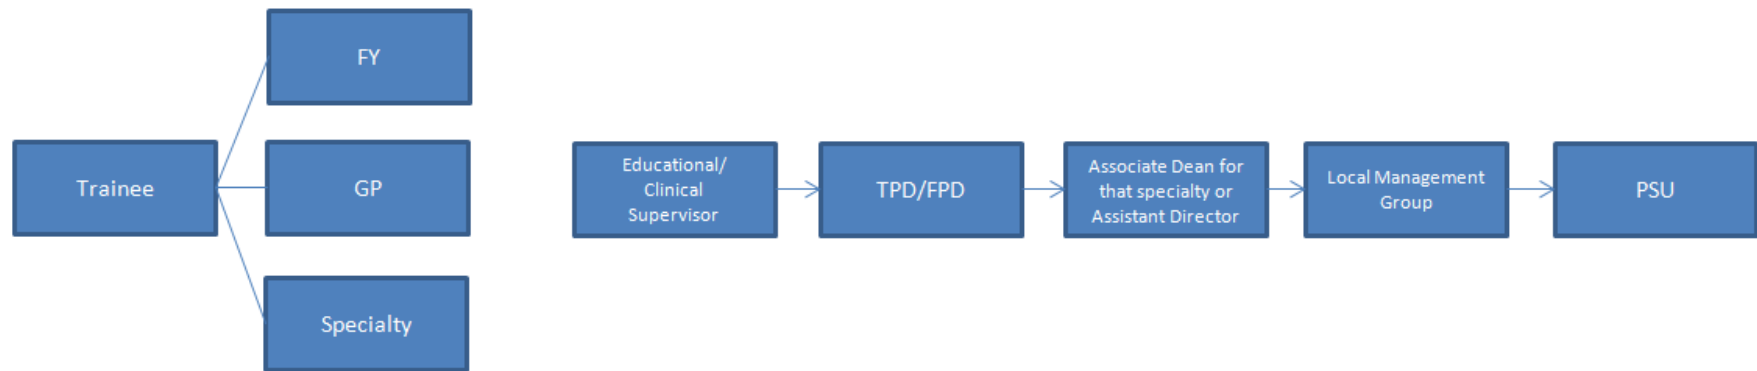 FY
Trainee
GP
Specialty
Educational/
Clinical
Supervisor
TPD/FPD
Associate Dean for
that specialty or
Assistant Director
Local Management
Group
PSU